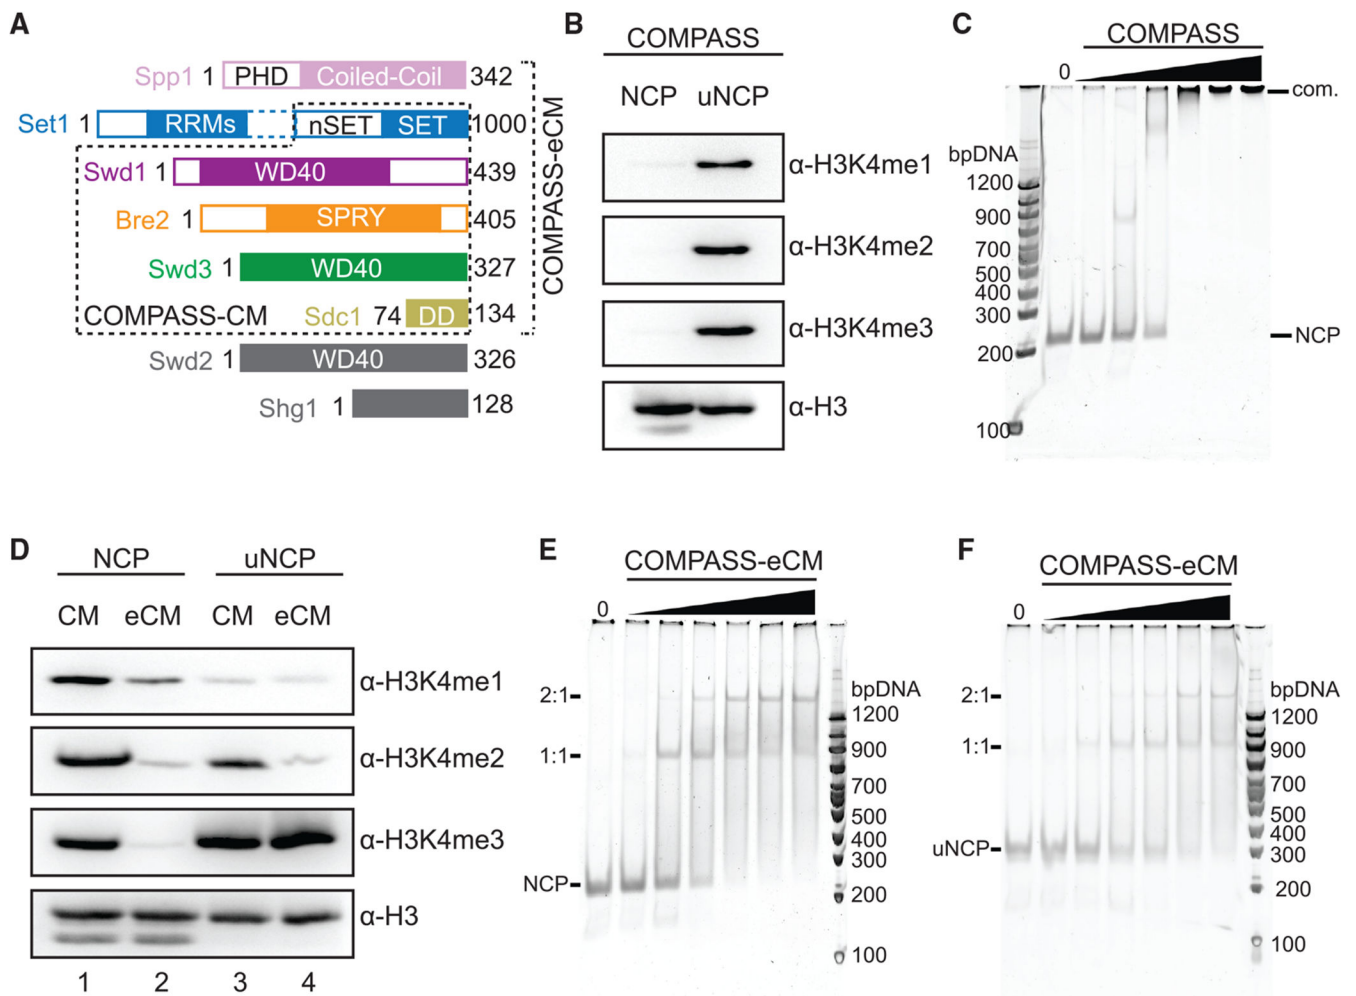 A
Spp1 1 PHD Coiled-Coil 342
Set1 1 RRMs nSET SET 1000
Swd1 1 WD40 439
Bre2 1 SPRY 405
Swd3 1 WD40 327
COMPASS-CM Sdc1 74 DD 134
Swd2 1 WD40 326
Shg1 1 128
COMPASS-eCM
B
COMPASS
NCP uNCP
α-H3K4me1
α-H3K4me2
α-H3K4me3
α-H3
C
COMPASS
0
com.
bpDNA
1200
900
700
500
400
300
NCP
200
100
D
NCP uNCP
CM eCM CM eCM
α-H3K4me1
α-H3K4me2
α-H3K4me3
α-H3
1 2 3 4
E
COMPASS-eCM
0
2:1
1:1
NCP
bpDNA
1200
900
700
500
400
300
200
100
F
COMPASS-eCM
0
2:1
1:1
uNCP
bpDNA
1200
900
700
500
400
300
200
100